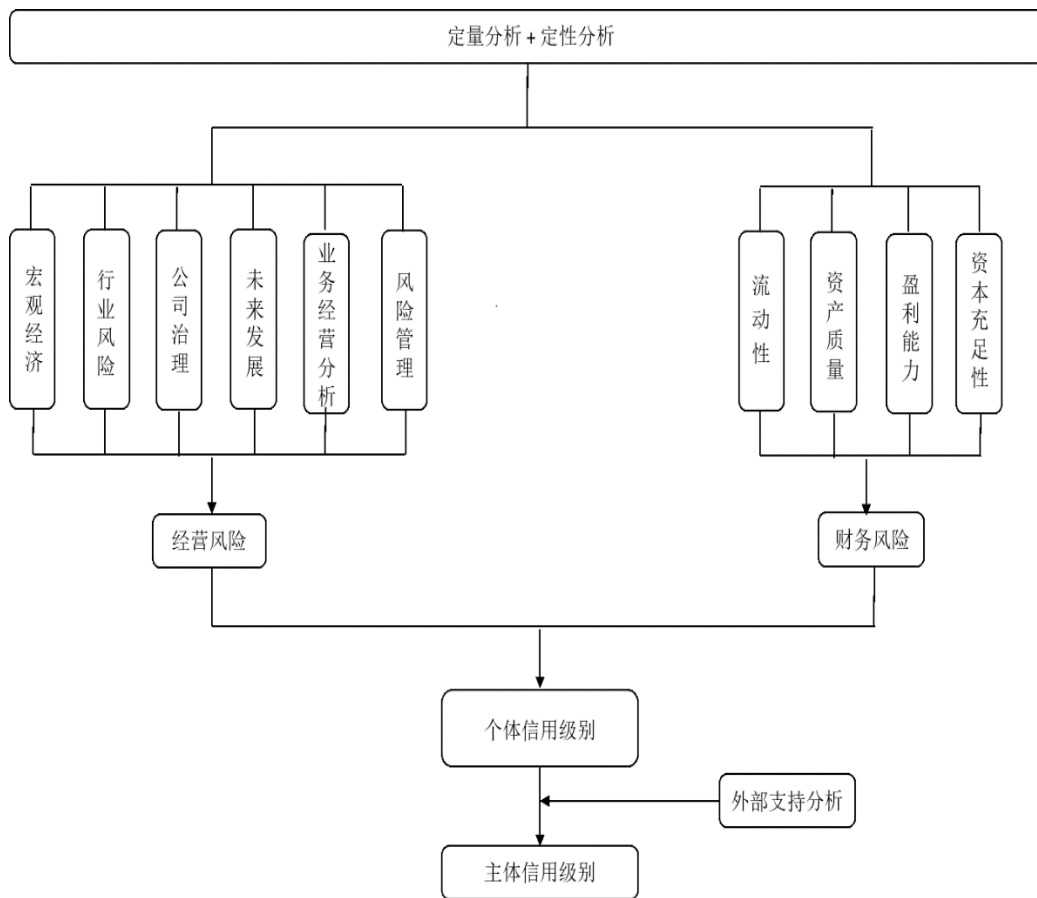 定量分析 + 定性分析
宏观经济
行业风险
公司治理
未来发展
业务经营分析
风险管理
流动性
资产质量
盈利能力
资本充足性
经营风险
财务风险
个体信用级别
外部支持分析
主体信用级别